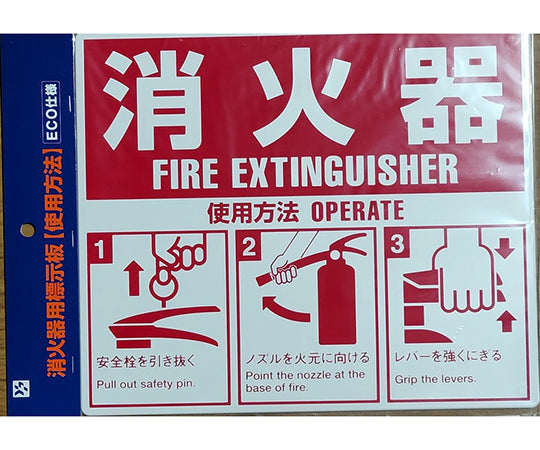 消火器用標示板【使用方法】 ECO仕様
消火器
FIRE EXTINGUISHER
使用方法 OPERATE
1
安全栓を引き抜く
Pull out safety pin.
2
ノズルを火元に向ける
Point the nozzle at the
base of fire.
3
レバーを強くにぎる
Grip the levers.